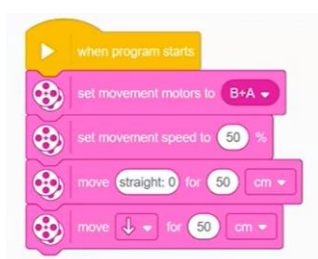 when program starts
set movement motors to B+A
set movement speed to 50 %
move straight: 0 for 50 cm
move for 50 cm